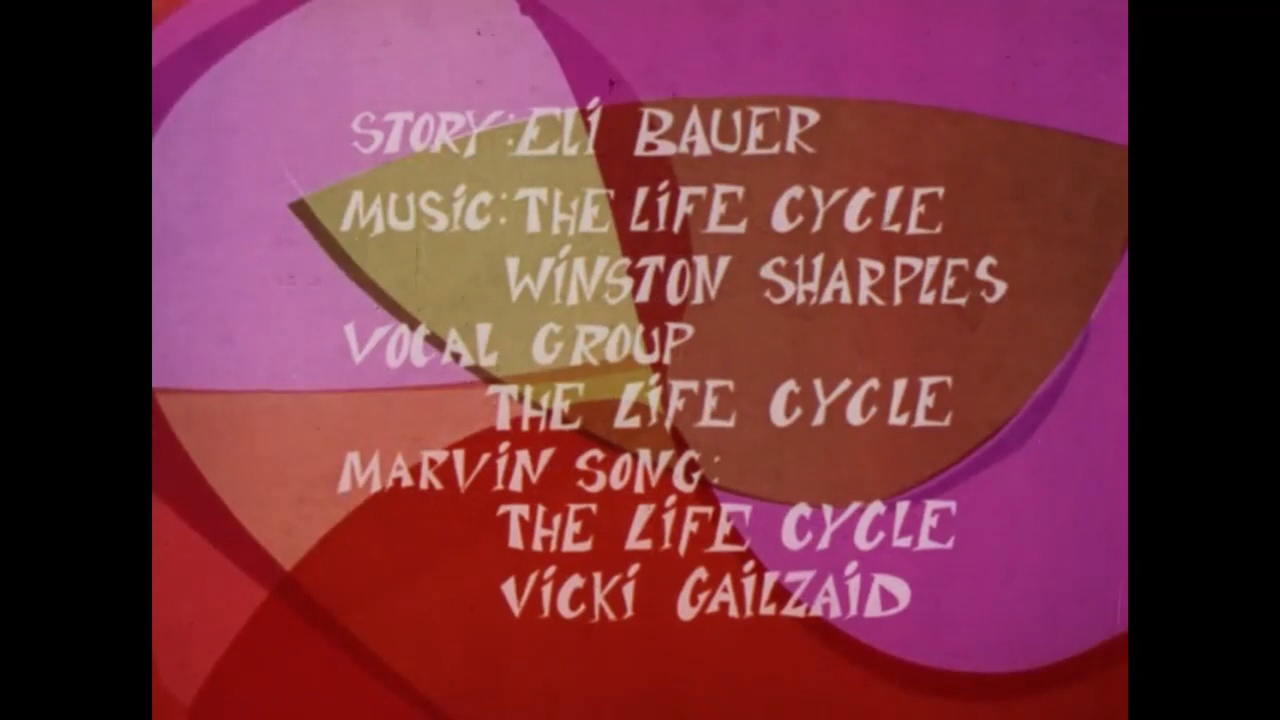 STORY: ELI BAUER
MUSIC: THE LIFE CYCLE
WINSTON SHARPLES
VOCAL GROUP
THE LIFE CYCLE
MARVIN SONG:
THE LIFE CYCLE
VICKI GAILZAID